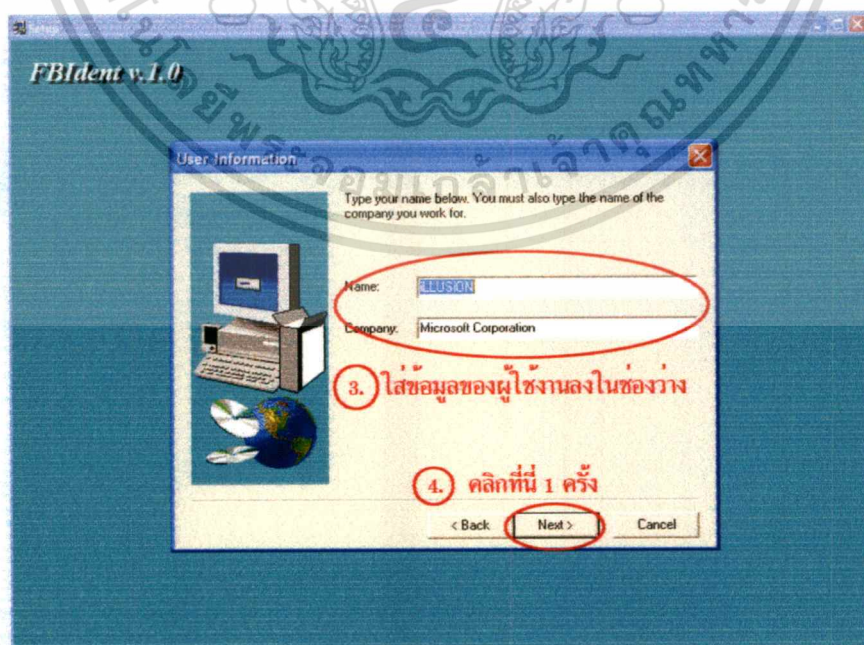 Setup
FBIdent v.1.0
User Information
Type your name below. You must also type the name of the
company you work for.
Name: ILLUSION
Company: Microsoft Corporation
3. ใส่ข้อมูลของผู้ใช้งานลงในช่องว่าง
4. คลิกที่นี่ 1 ครั้ง
< Back Next > Cancel